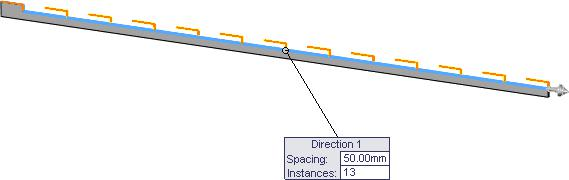 Direction 1
Spacing: 50.00mm
Instances: 13